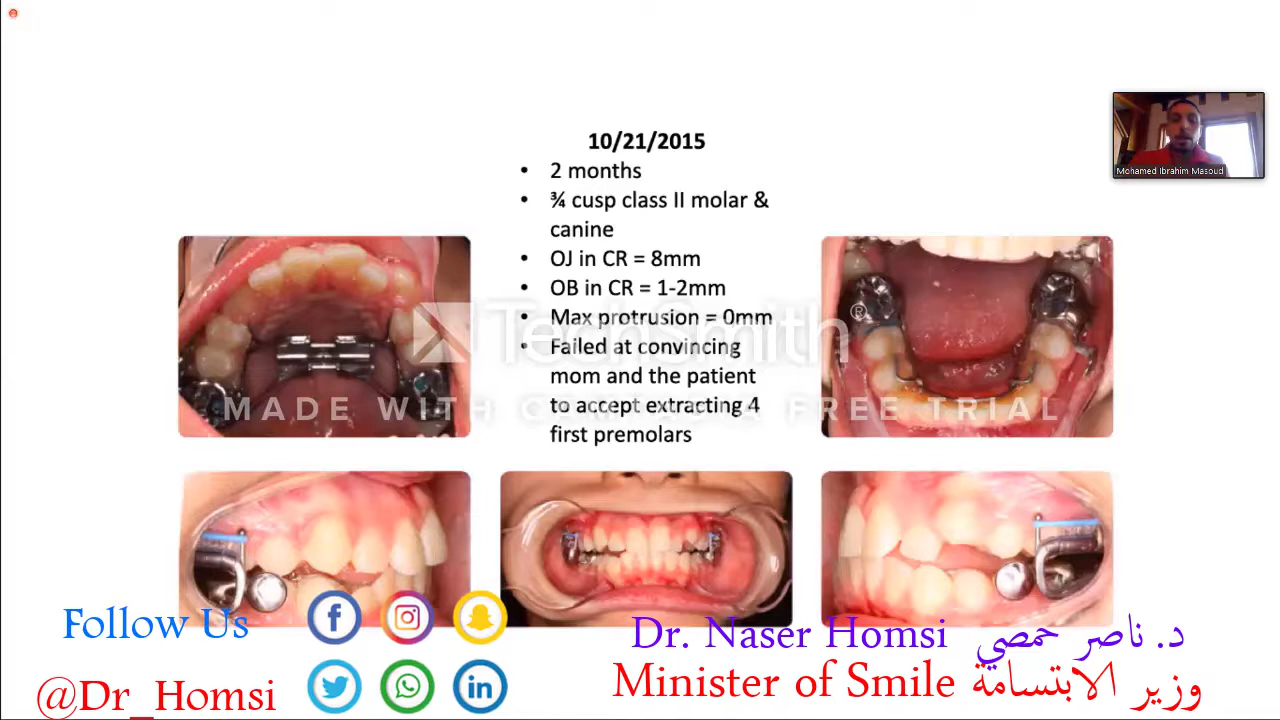 Mohamed Ibrahim Masoud
10/21/2015
• 2 months
• ¾ cusp class II molar &
canine
• OJ in CR = 8mm
• OB in CR = 1-2mm
• Max protrusion = 0mm
• Failed at convincing
mom and the patient
to accept extracting 4
first premolars
TechSmith®
MADE WITH CAMTASIA FREE TRIAL
Follow Us
@Dr_Homsi
Dr. Naser Homsi د. ناصر حمصي
Minister of Smile وزير الابتسامة